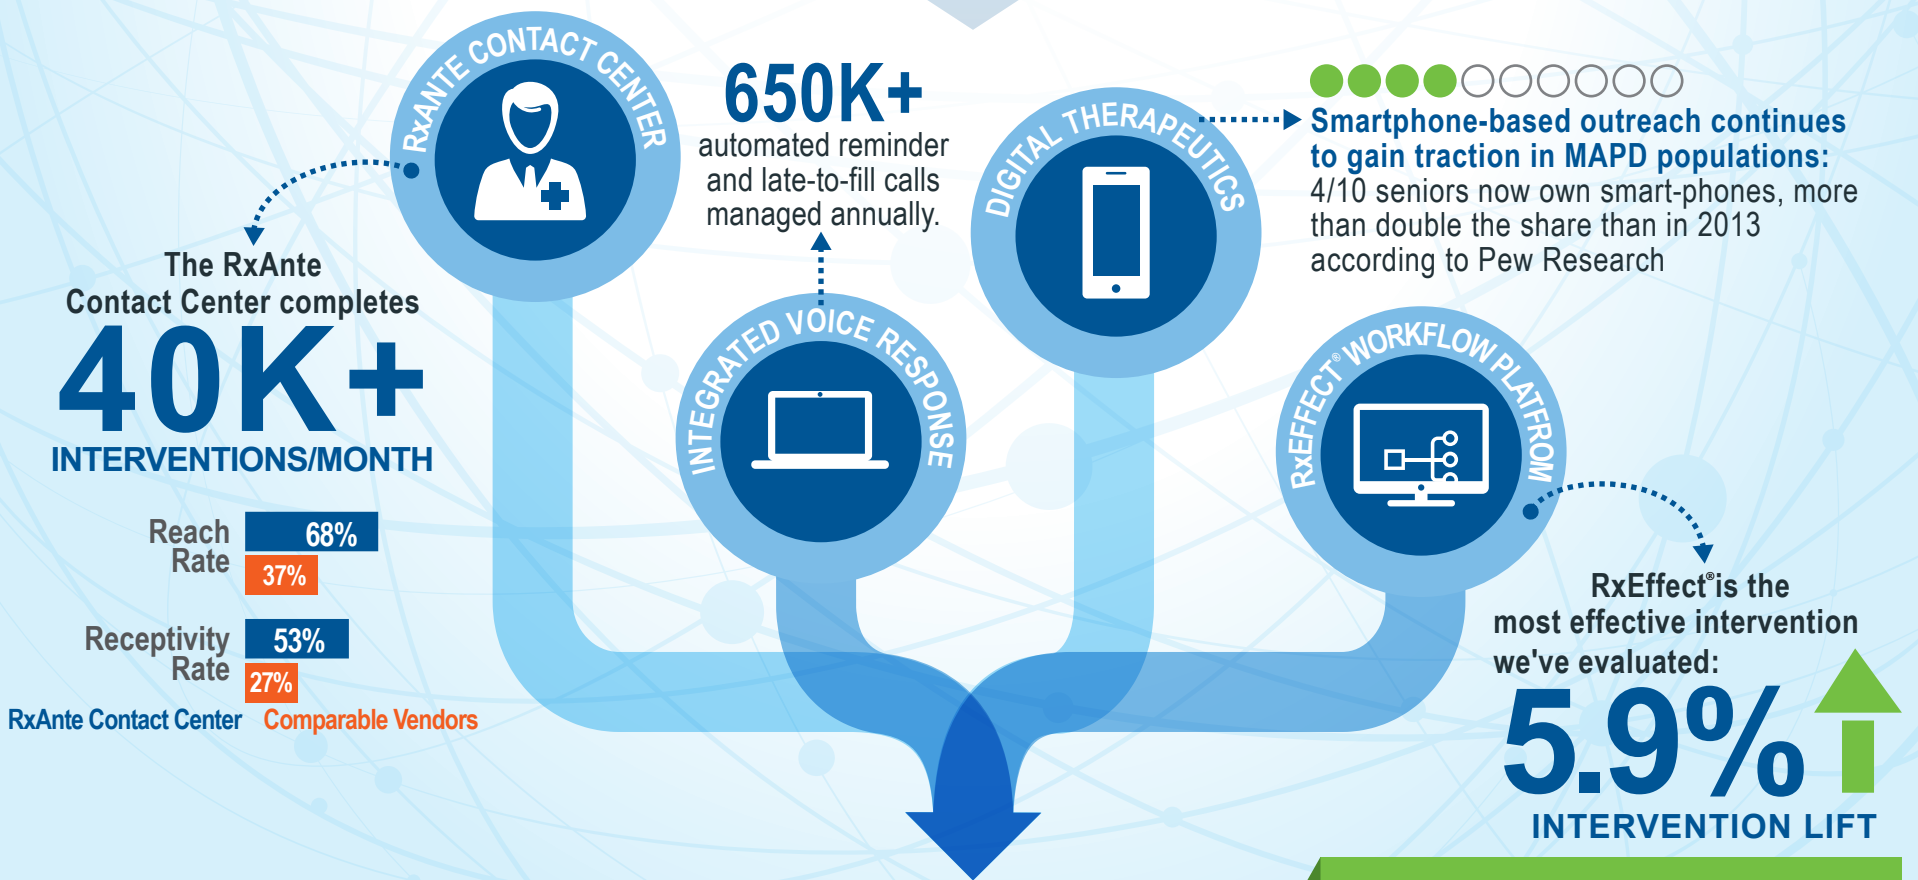 RxANTE CONTACT CENTER
The RxAnte
Contact Center completes
40K+
INTERVENTIONS/MONTH
Reach
Rate
68%
37%
Receptivity
Rate
53%
27%
RxAnte Contact Center
Comparable Vendors
650K+
automated reminder
and late-to-fill calls
managed annually.
INTEGRATED VOICE RESPONSE
DIGITAL THERAPEUTICS
Smartphone-based outreach continues
to gain traction in MAPD populations:
4/10 seniors now own smart-phones, more
than double the share than in 2013
according to Pew Research
RxEFFECT® WORKFLOW PLATFROM
RxEffect® is the
most effective intervention
we've evaluated:
5.9%
INTERVENTION LIFT